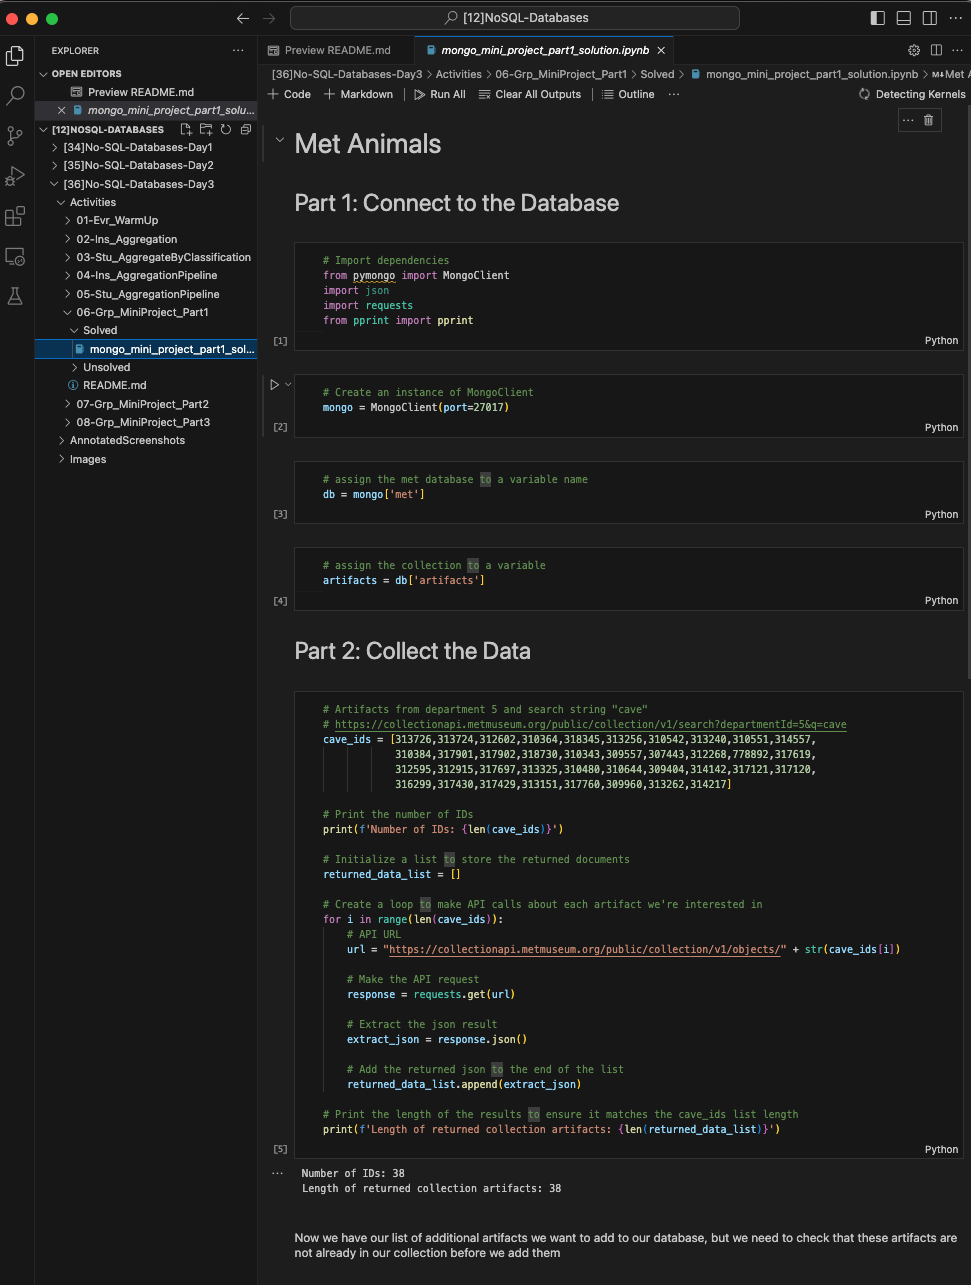 [12]NoSQL-Databases
EXPLORER
OPEN EDITORS
Preview README.md
mongo_mini_project_part1_solu...
[12]NOSQL-DATABASES
[34]No-SQL-Databases-Day1
[35]No-SQL-Databases-Day2
[36]No-SQL-Databases-Day3
Activities
01-Evr_WarmUp
02-Ins_Aggregation
03-Stu_AggregateByClassification
04-Ins_AggregationPipeline
05-Stu_AggregationPipeline
06-Grp_MiniProject_Part1
Solved
mongo_mini_project_part1_sol...
Unsolved
README.md
07-Grp_MiniProject_Part2
08-Grp_MiniProject_Part3
AnnotatedScreenshots
Images
Preview README.md
mongo_mini_project_part1_solution.ipynb
[36]No-SQL-Databases-Day3 > Activities > 06-Grp_MiniProject_Part1 > Solved > mongo_mini_project_part1_solution.ipynb > M↓Met A
+ Code + Markdown Run All Clear All Outputs Outline ... Detecting Kernels
Met Animals
Part 1: Connect to the Database
# Import dependencies
from pymongo import MongoClient
import json
import requests
from pprint import pprint
[1] Python
# Create an instance of MongoClient
mongo = MongoClient(port=27017)
[2] Python
# assign the met database to a variable name
db = mongo['met']
[3] Python
# assign the collection to a variable
artifacts = db['artifacts']
[4] Python
Part 2: Collect the Data
# Artifacts from department 5 and search string "cave"
# https://collectionapi.metmuseum.org/public/collection/v1/search?departmentId=5&q=cave
cave_ids = [313726,313724,312602,310364,318345,313256,310542,313240,310551,314557,
310384,317901,317902,318730,310343,309557,307443,312268,778892,317619,
312595,312915,317697,313325,310480,310644,309404,314142,317121,317120,
316299,317430,317429,313151,317760,309960,313262,314217]
# Print the number of IDs
print(f'Number of IDs: {len(cave_ids)}')
# Initialize a list to store the returned documents
returned_data_list = []
# Create a loop to make API calls about each artifact we're interested in
for i in range(len(cave_ids)):
# API URL
url = "https://collectionapi.metmuseum.org/public/collection/v1/objects/" + str(cave_ids[i])
# Make the API request
response = requests.get(url)
# Extract the json result
extract_json = response.json()
# Add the returned json to the end of the list
returned_data_list.append(extract_json)
# Print the length of the results to ensure it matches the cave_ids list length
print(f'Length of returned collection artifacts: {len(returned_data_list)}')
[5] Python
... Number of IDs: 38
Length of returned collection artifacts: 38
Now we have our list of additional artifacts we want to add to our database, but we need to check that these artifacts are
not already in our collection before we add them